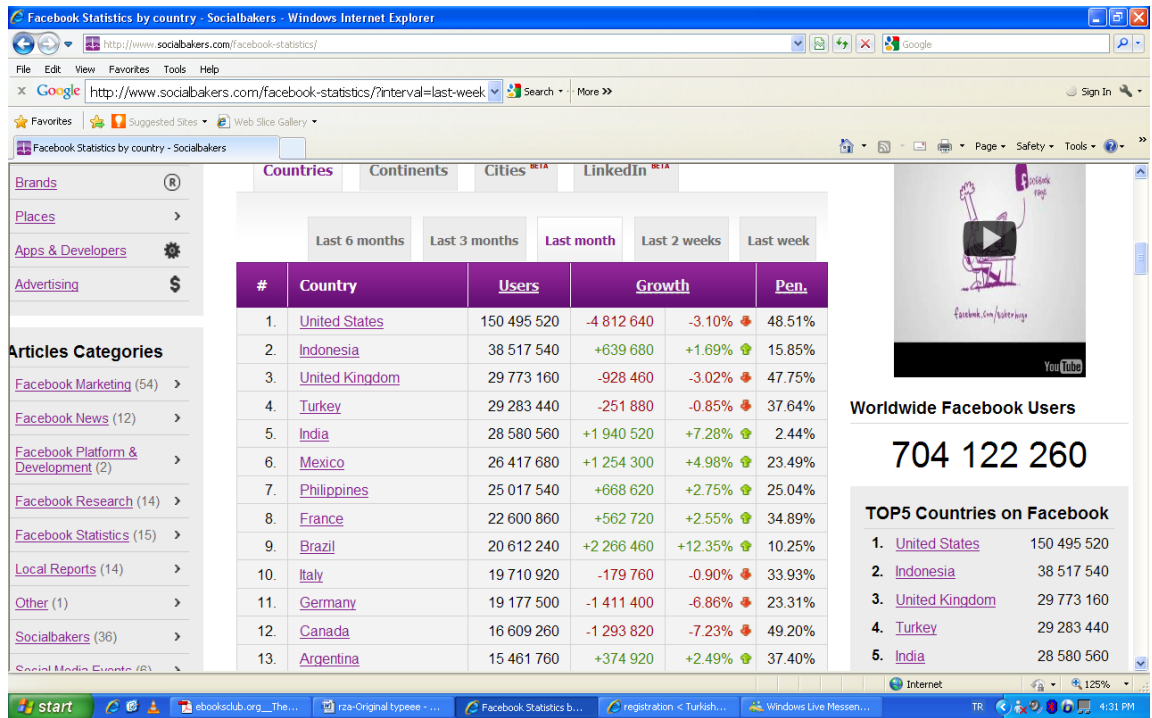 Facebook Statistics by country - Socialbakers - Windows Internet Explorer
http://www.socialbakers.com/facebook-statistics/
Google
File Edit View Favorites Tools Help
x Google http://www.socialbakers.com/facebook-statistics/?interval=last-week Search More >> Sign In
Favorites Suggested Sites Web Slice Gallery
Facebook Statistics by country - Socialbakers Page Safety Tools >>
Brands ®
Places
Apps & Developers
Advertising $
Articles Categories
Facebook Marketing (54)
Facebook News (12)
Facebook Platform &
Development (2)
Facebook Research (14)
Facebook Statistics (15)
Local Reports (14)
Other (1)
Socialbakers (36)
Social Media Events (6)
Countries Continents Cities BETA LinkedIn BETA
Last 6 months Last 3 months Last month Last 2 weeks Last week
# Country Users Growth Pen.
1. United States 150 495 520 -4 812 640 -3.10% 48.51%
2. Indonesia 38 517 540 +639 680 +1.69% 15.85%
3. United Kingdom 29 773 160 -928 460 -3.02% 47.75%
4. Turkey 29 283 440 -251 880 -0.85% 37.64%
5. India 28 580 560 +1 940 520 +7.28% 2.44%
6. Mexico 26 417 680 +1 254 300 +4.98% 23.49%
7. Philippines 25 017 540 +668 620 +2.75% 25.04%
8. France 22 600 860 +562 720 +2.55% 34.89%
9. Brazil 20 612 240 +2 266 460 +12.35% 10.25%
10. Italy 19 710 920 -179 760 -0.90% 33.93%
11. Germany 19 177 500 -1 411 400 -6.86% 23.31%
12. Canada 16 609 260 -1 293 820 -7.23% 49.20%
13. Argentina 15 461 760 +374 920 +2.49% 37.40%
facebook page
YouTube
Worldwide Facebook Users
704 122 260
TOP5 Countries on Facebook
1. United States 150 495 520
2. Indonesia 38 517 540
3. United Kingdom 29 773 160
4. Turkey 29 283 440
5. India 28 580 560
Internet 125%
start ebooksclub.org__The... rza-Original typeee - ... Facebook Statistics b... registration < Turkish... Windows Live Messen... TR 4:31 PM